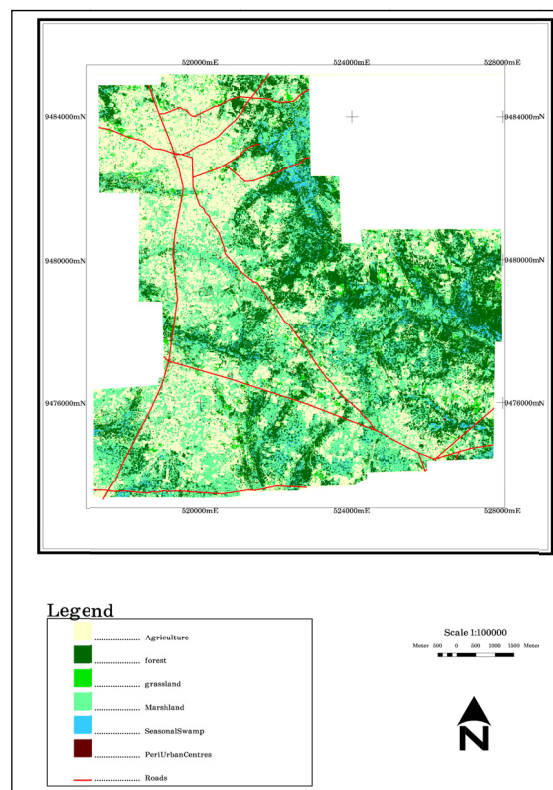 520000mE 524000mE 528000mE
9484000mN 9484000mN
9480000mN 9480000mN
9476000mN 9476000mN
520000mE 524000mE 528000mE
Legend
.................... Agriculture
.................... forest
.................... grassland
.................... Marshland
.................... SeasonalSwamp
.................... PeriUrbanCentres
.................... Roads
Scale 1:100000
Meter 500 0 500 1000 1500 Meter
N